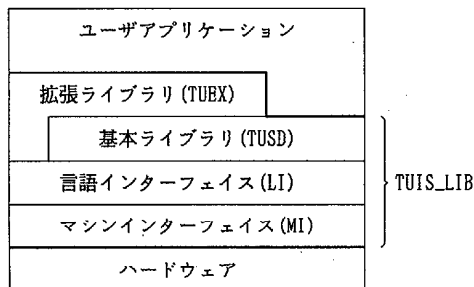 ユーザアプリケーション
拡張ライブラリ(TUBX)
基本ライブラリ(TUSD)
言語インターフェイス(LI)
マシンインターフェイス(MI)
ハードウェア
TUIS_LIB